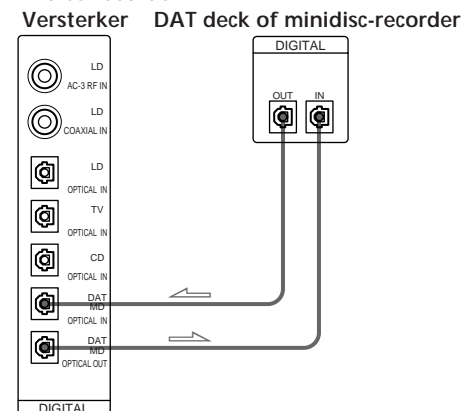 Versterker DAT deck of minidisc-recorder
DIGITAL
OUT IN
LD
AC-3 RF IN
LD
COAXIAL IN
LD
OPTICAL IN
TV
OPTICAL IN
CD
OPTICAL IN
DAT
MD
OPTICAL IN
DAT
MD
OPTICAL OUT
DIGITAL